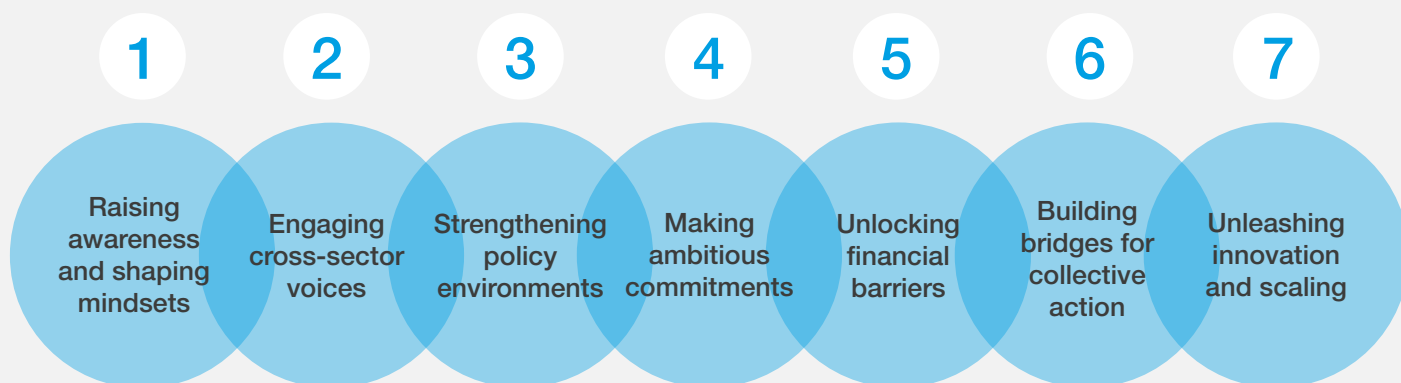 1
2
3
4
5
6
7
Raising
awareness
and shaping
mindsets
Engaging
cross-sector
voices
Strengthening
policy
environments
Making
ambitious
commitments
Unlocking
financial
barriers
Building
bridges for
collective
action
Unleashing
innovation
and scaling